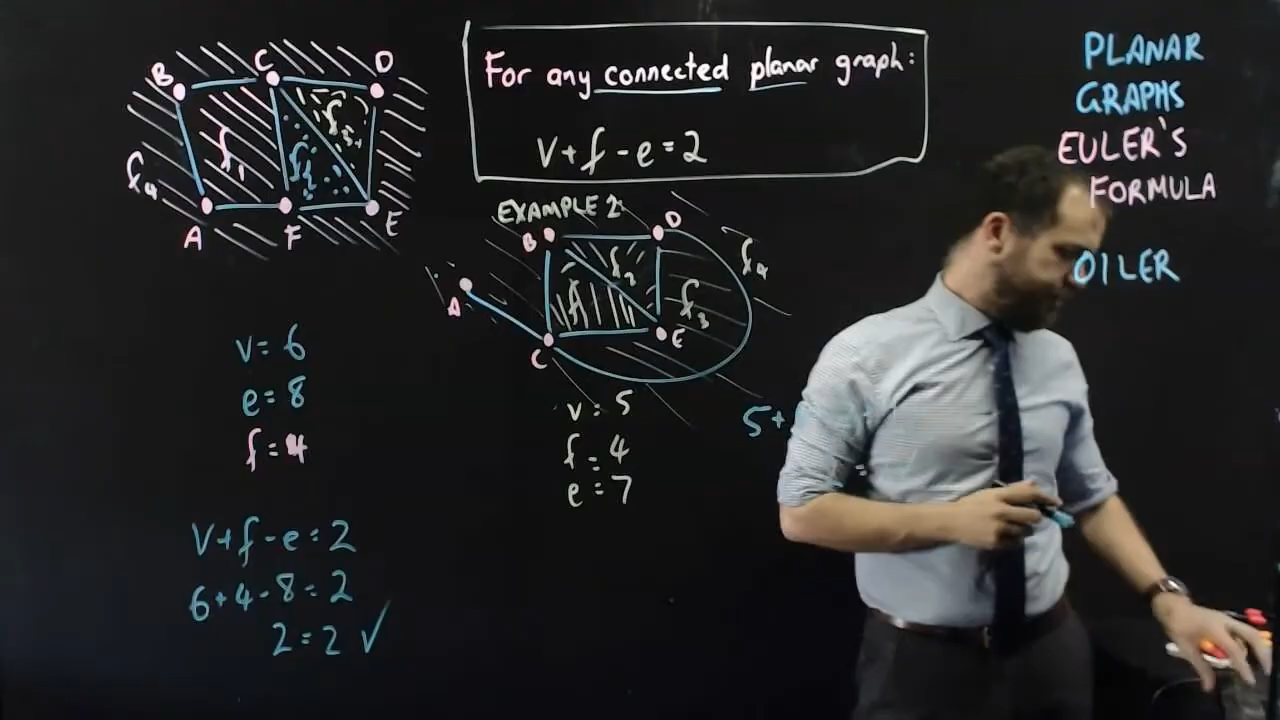 For any connected planar graph:
v+f-e=2
PLANAR
GRAPHS
EULER'S
FORMULA
OILER
B
C
D
f1
f2
f3
f4
A
F
E
v=6
e=8
f=4
v+f-e=2
6+4-8=2
2=2 ✓
EXAMPLE 2
B
D
A
f1
f2
f3
f4
C
E
v=5
f=4
e=7
5+